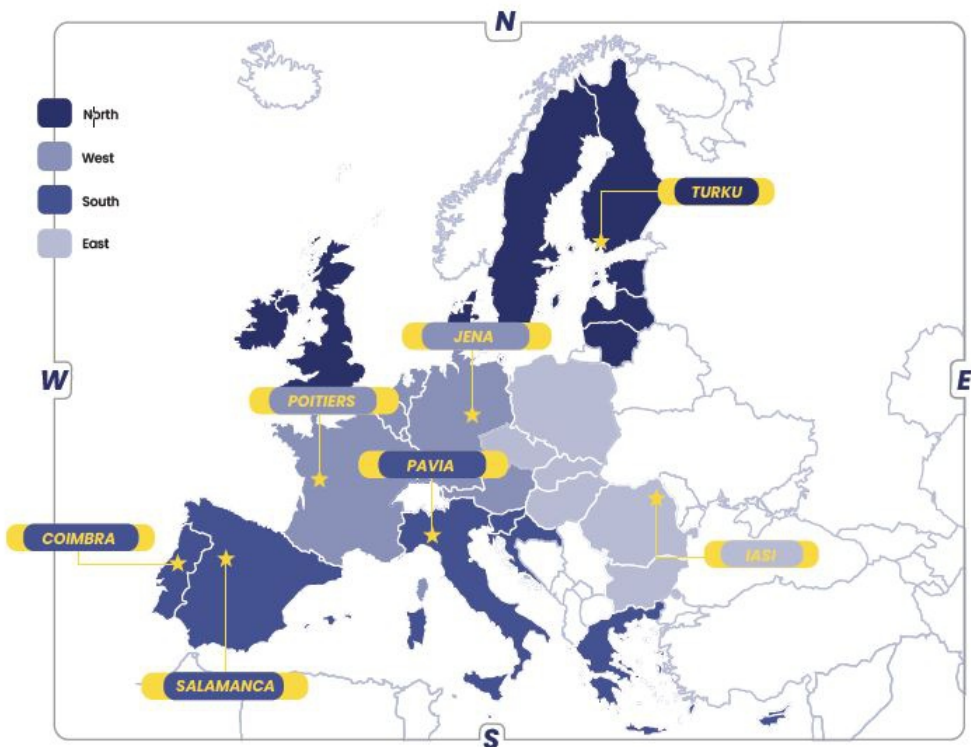 N
North
West
South
East
TURKU
JENA
W
E
POITIERS
PAVIA
COIMBRA
IASI
SALAMANCA
S